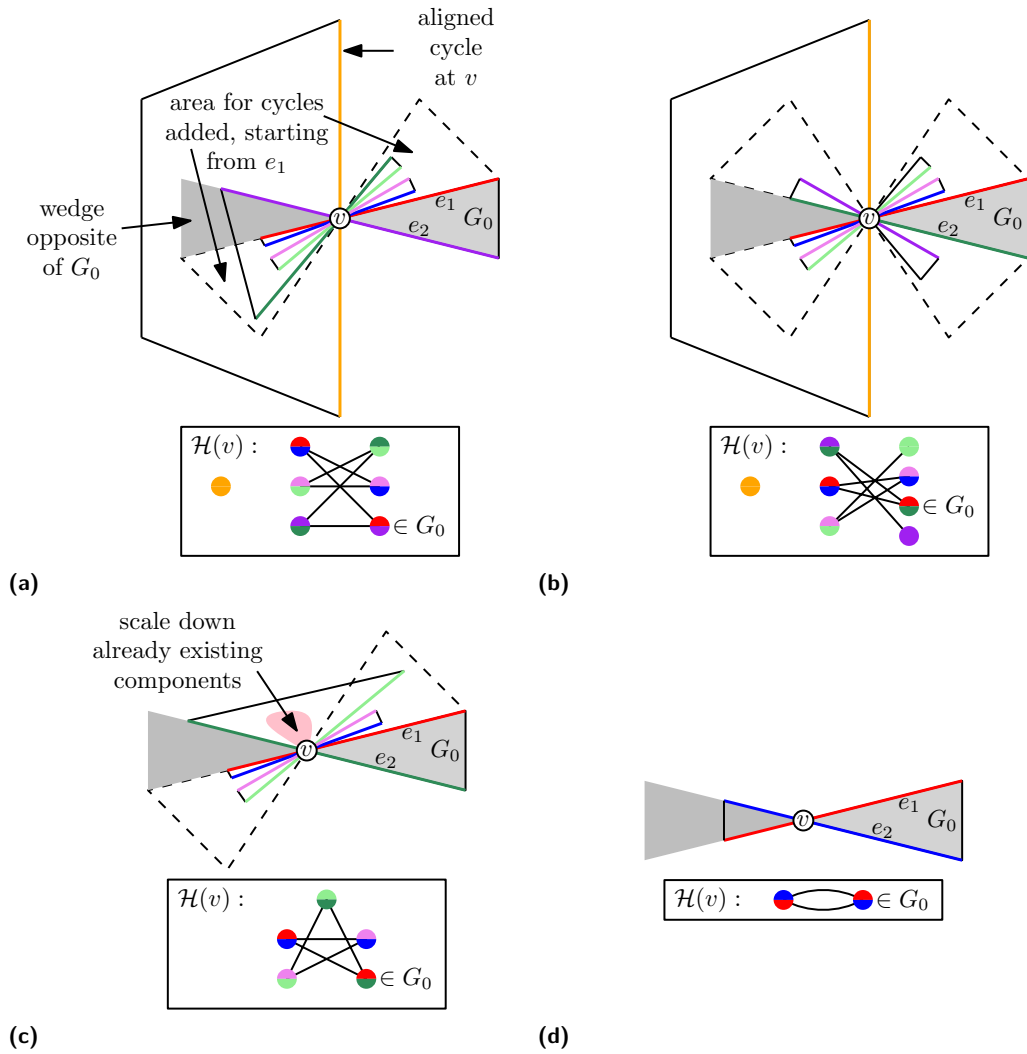 aligned
cycle
at v
area for cycles
added, starting
from e₁
wedge
opposite
of G₀
v
e₁
e₂
G₀
ℋ(v) :
∈ G₀
(a)
v
e₁
e₂
G₀
ℋ(v) :
∈ G₀
(b)
scale down
already existing
components
v
e₁
e₂
G₀
ℋ(v) :
∈ G₀
(c)
v
e₁
e₂
G₀
ℋ(v) :
∈ G₀
(d)